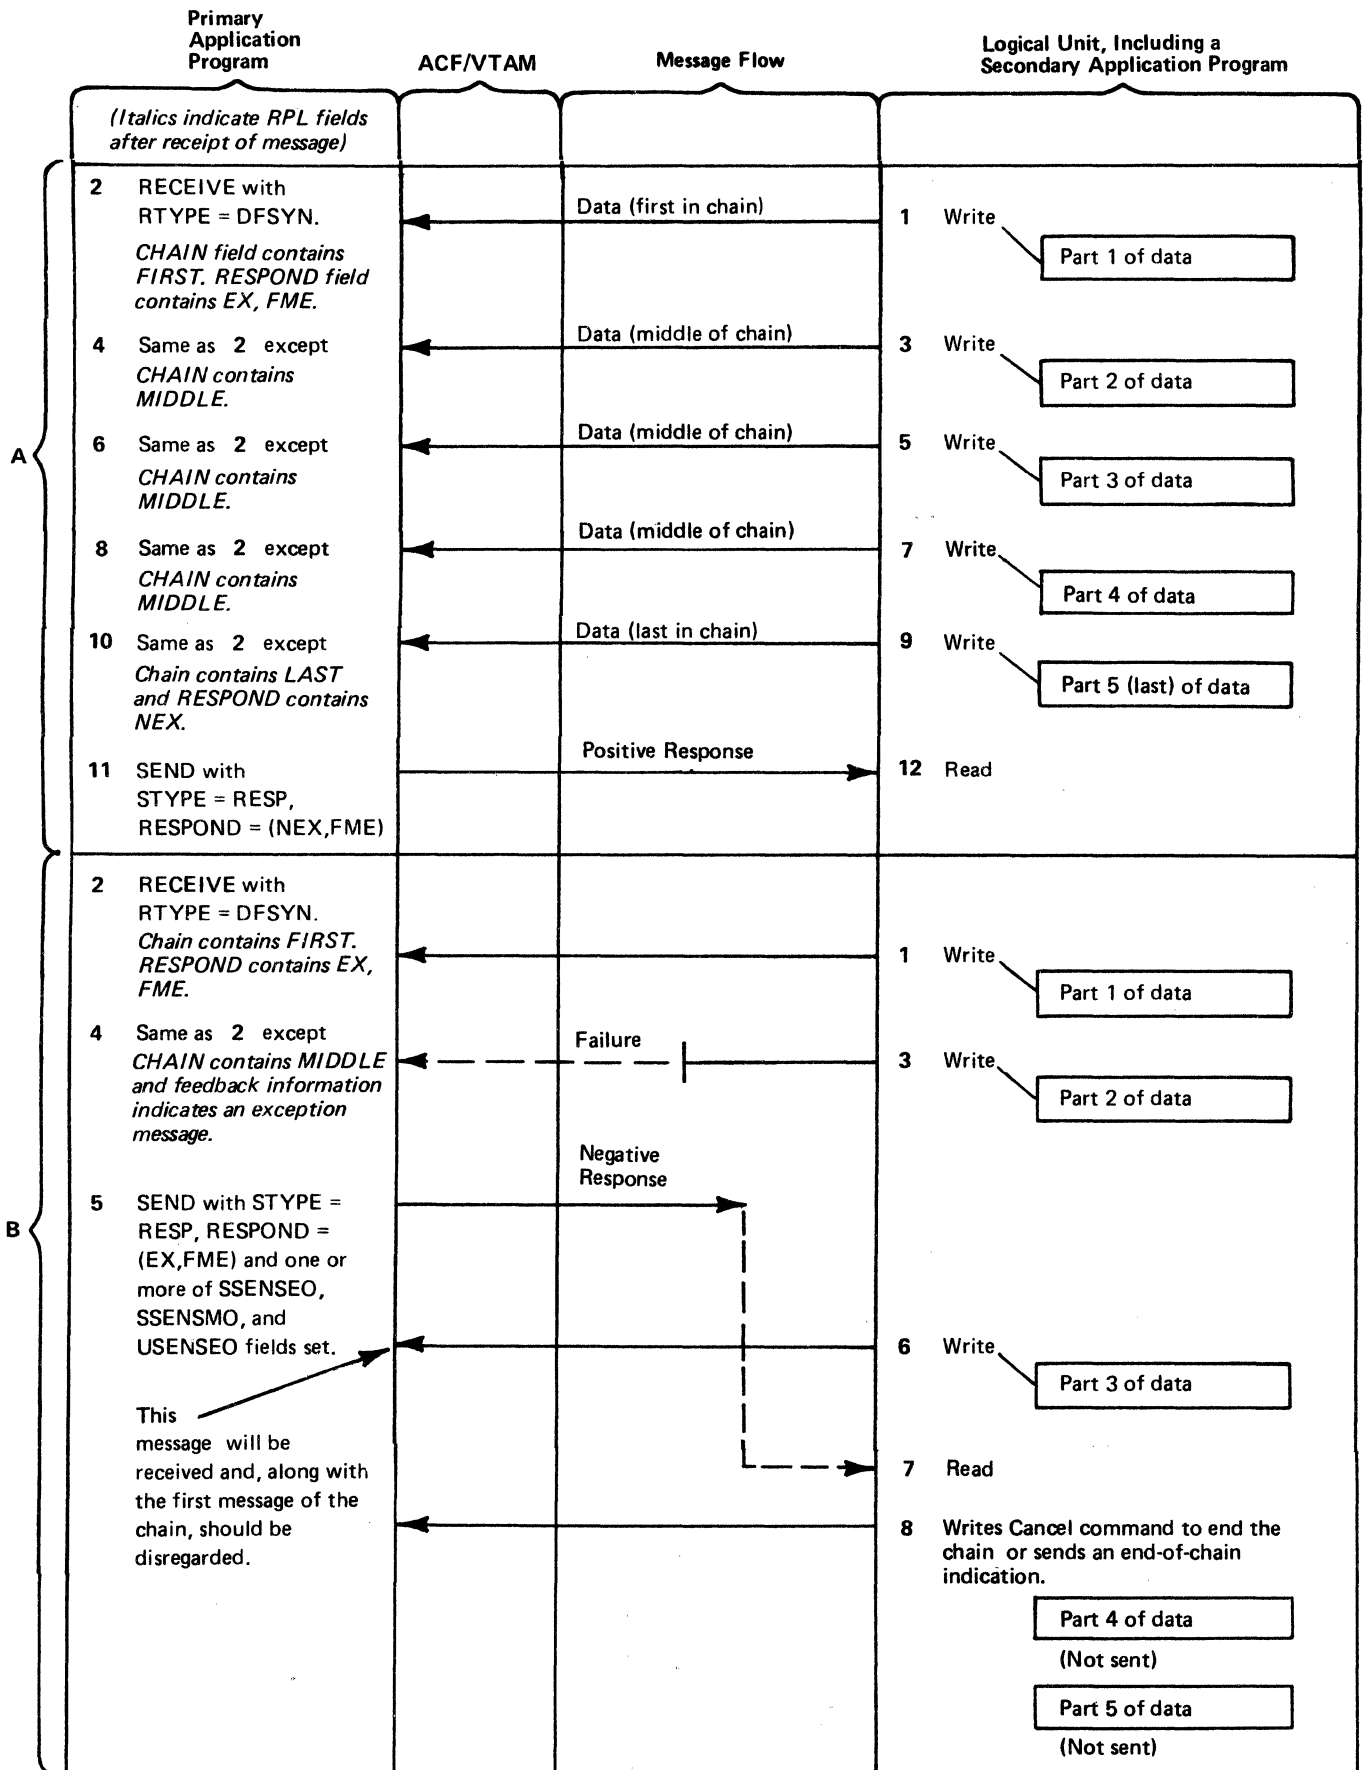 Primary
Application
Program
ACF/VTAM
Message Flow
Logical Unit, Including a
Secondary Application Program
(Italics indicate RPL fields
after receipt of message)
A
2 RECEIVE with
RTYPE = DFSYN.
CHAIN field contains
FIRST. RESPOND field
contains EX, FME.
Data (first in chain)
1 Write
Part 1 of data
4 Same as 2 except
CHAIN contains
MIDDLE.
Data (middle of chain)
3 Write
Part 2 of data
6 Same as 2 except
CHAIN contains
MIDDLE.
Data (middle of chain)
5 Write
Part 3 of data
8 Same as 2 except
CHAIN contains
MIDDLE.
Data (middle of chain)
7 Write
Part 4 of data
10 Same as 2 except
Chain contains LAST
and RESPOND contains
NEX.
Data (last in chain)
9 Write
Part 5 (last) of data
11 SEND with
STYPE = RESP,
RESPOND = (NEX,FME)
Positive Response
12 Read
B
2 RECEIVE with
RTYPE = DFSYN.
Chain contains FIRST.
RESPOND contains EX,
FME.
1 Write
Part 1 of data
4 Same as 2 except
CHAIN contains MIDDLE
and feedback information
indicates an exception
message.
Failure
3 Write
Part 2 of data
Negative
Response
5 SEND with STYPE =
RESP, RESPOND =
(EX,FME) and one or
more of SSENSEO,
SSENSMO, and
USENSEO fields set.
6 Write
Part 3 of data
This
message will be
received and, along with
the first message of the
chain, should be
disregarded.
7 Read
8 Writes Cancel command to end the
chain or sends an end-of-chain
indication.
Part 4 of data
(Not sent)
Part 5 of data
(Not sent)